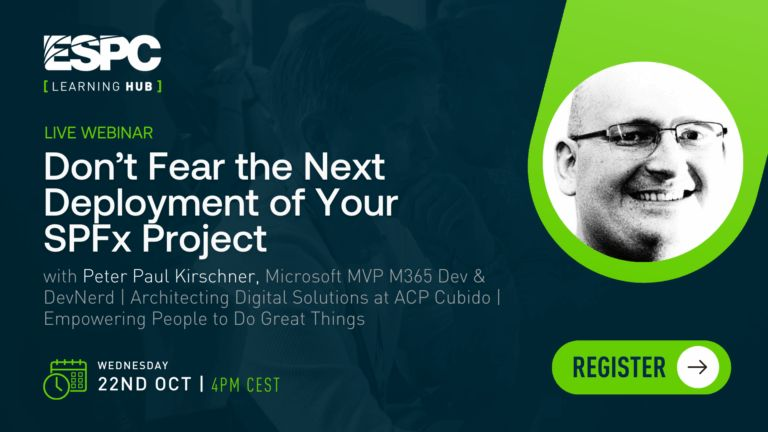 ESPC
[ LEARNING HUB ]
LIVE WEBINAR
Don’t Fear the Next
Deployment of Your
SPFx Project
with Peter Paul Kirschner, Microsoft MVP M365 Dev &
DevNerd | Architecting Digital Solutions at ACP Cubido |
Empowering People to Do Great Things
WEDNESDAY
22ND OCT | 4PM CEST
REGISTER